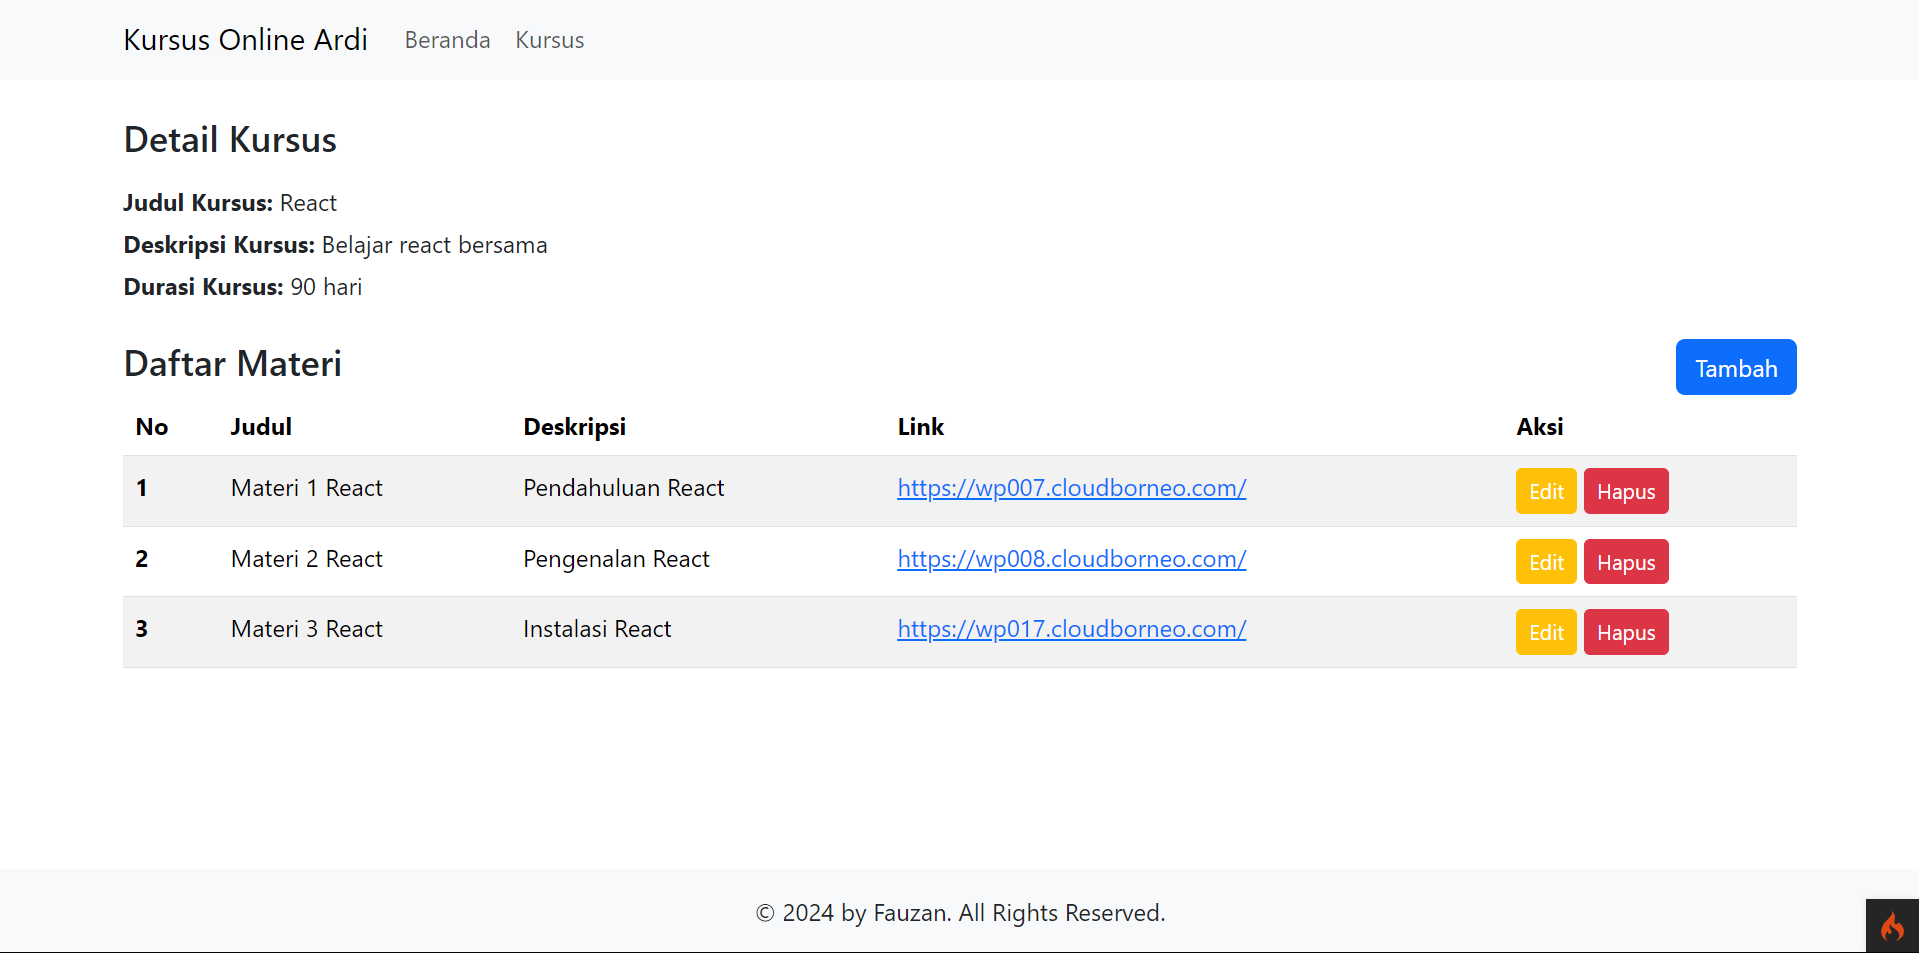 Kursus Online Ardi Beranda Kursus
Detail Kursus
Judul Kursus: React
Deskripsi Kursus: Belajar react bersama
Durasi Kursus: 90 hari
Daftar Materi Tambah
No Judul Deskripsi Link Aksi
1 Materi 1 React Pendahuluan React https://wp007.cloudborneo.com/ Edit Hapus
2 Materi 2 React Pengenalan React https://wp008.cloudborneo.com/ Edit Hapus
3 Materi 3 React Instalasi React https://wp017.cloudborneo.com/ Edit Hapus
© 2024 by Fauzan. All Rights Reserved.